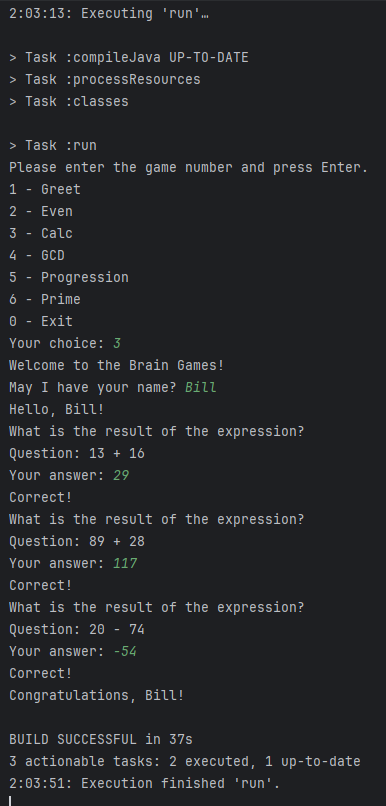 2:03:13: Executing 'run'…
> Task :compileJava UP-TO-DATE
> Task :processResources
> Task :classes
> Task :run
Please enter the game number and press Enter.
1 - Greet
2 - Even
3 - Calc
4 - GCD
5 - Progression
6 - Prime
0 - Exit
Your choice: 3
Welcome to the Brain Games!
May I have your name? Bill
Hello, Bill!
What is the result of the expression?
Question: 13 + 16
Your answer: 29
Correct!
What is the result of the expression?
Question: 89 + 28
Your answer: 117
Correct!
What is the result of the expression?
Question: 20 - 74
Your answer: -54
Correct!
Congratulations, Bill!
BUILD SUCCESSFUL in 37s
3 actionable tasks: 2 executed, 1 up-to-date
2:03:51: Execution finished 'run'.